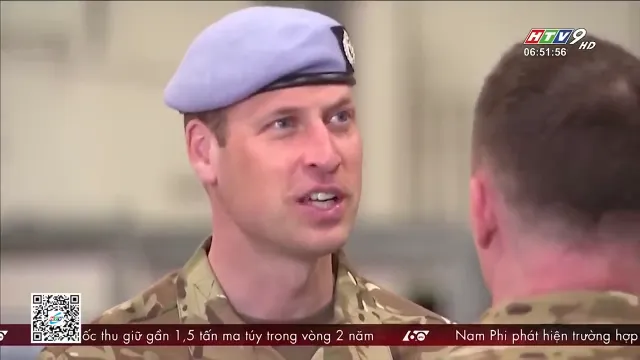 HTV9 HD
06:51:56
ốc thu giữ gần 1,5 tấn ma túy trong vòng 2 năm 60 Nam Phi phát hiện trường hợp